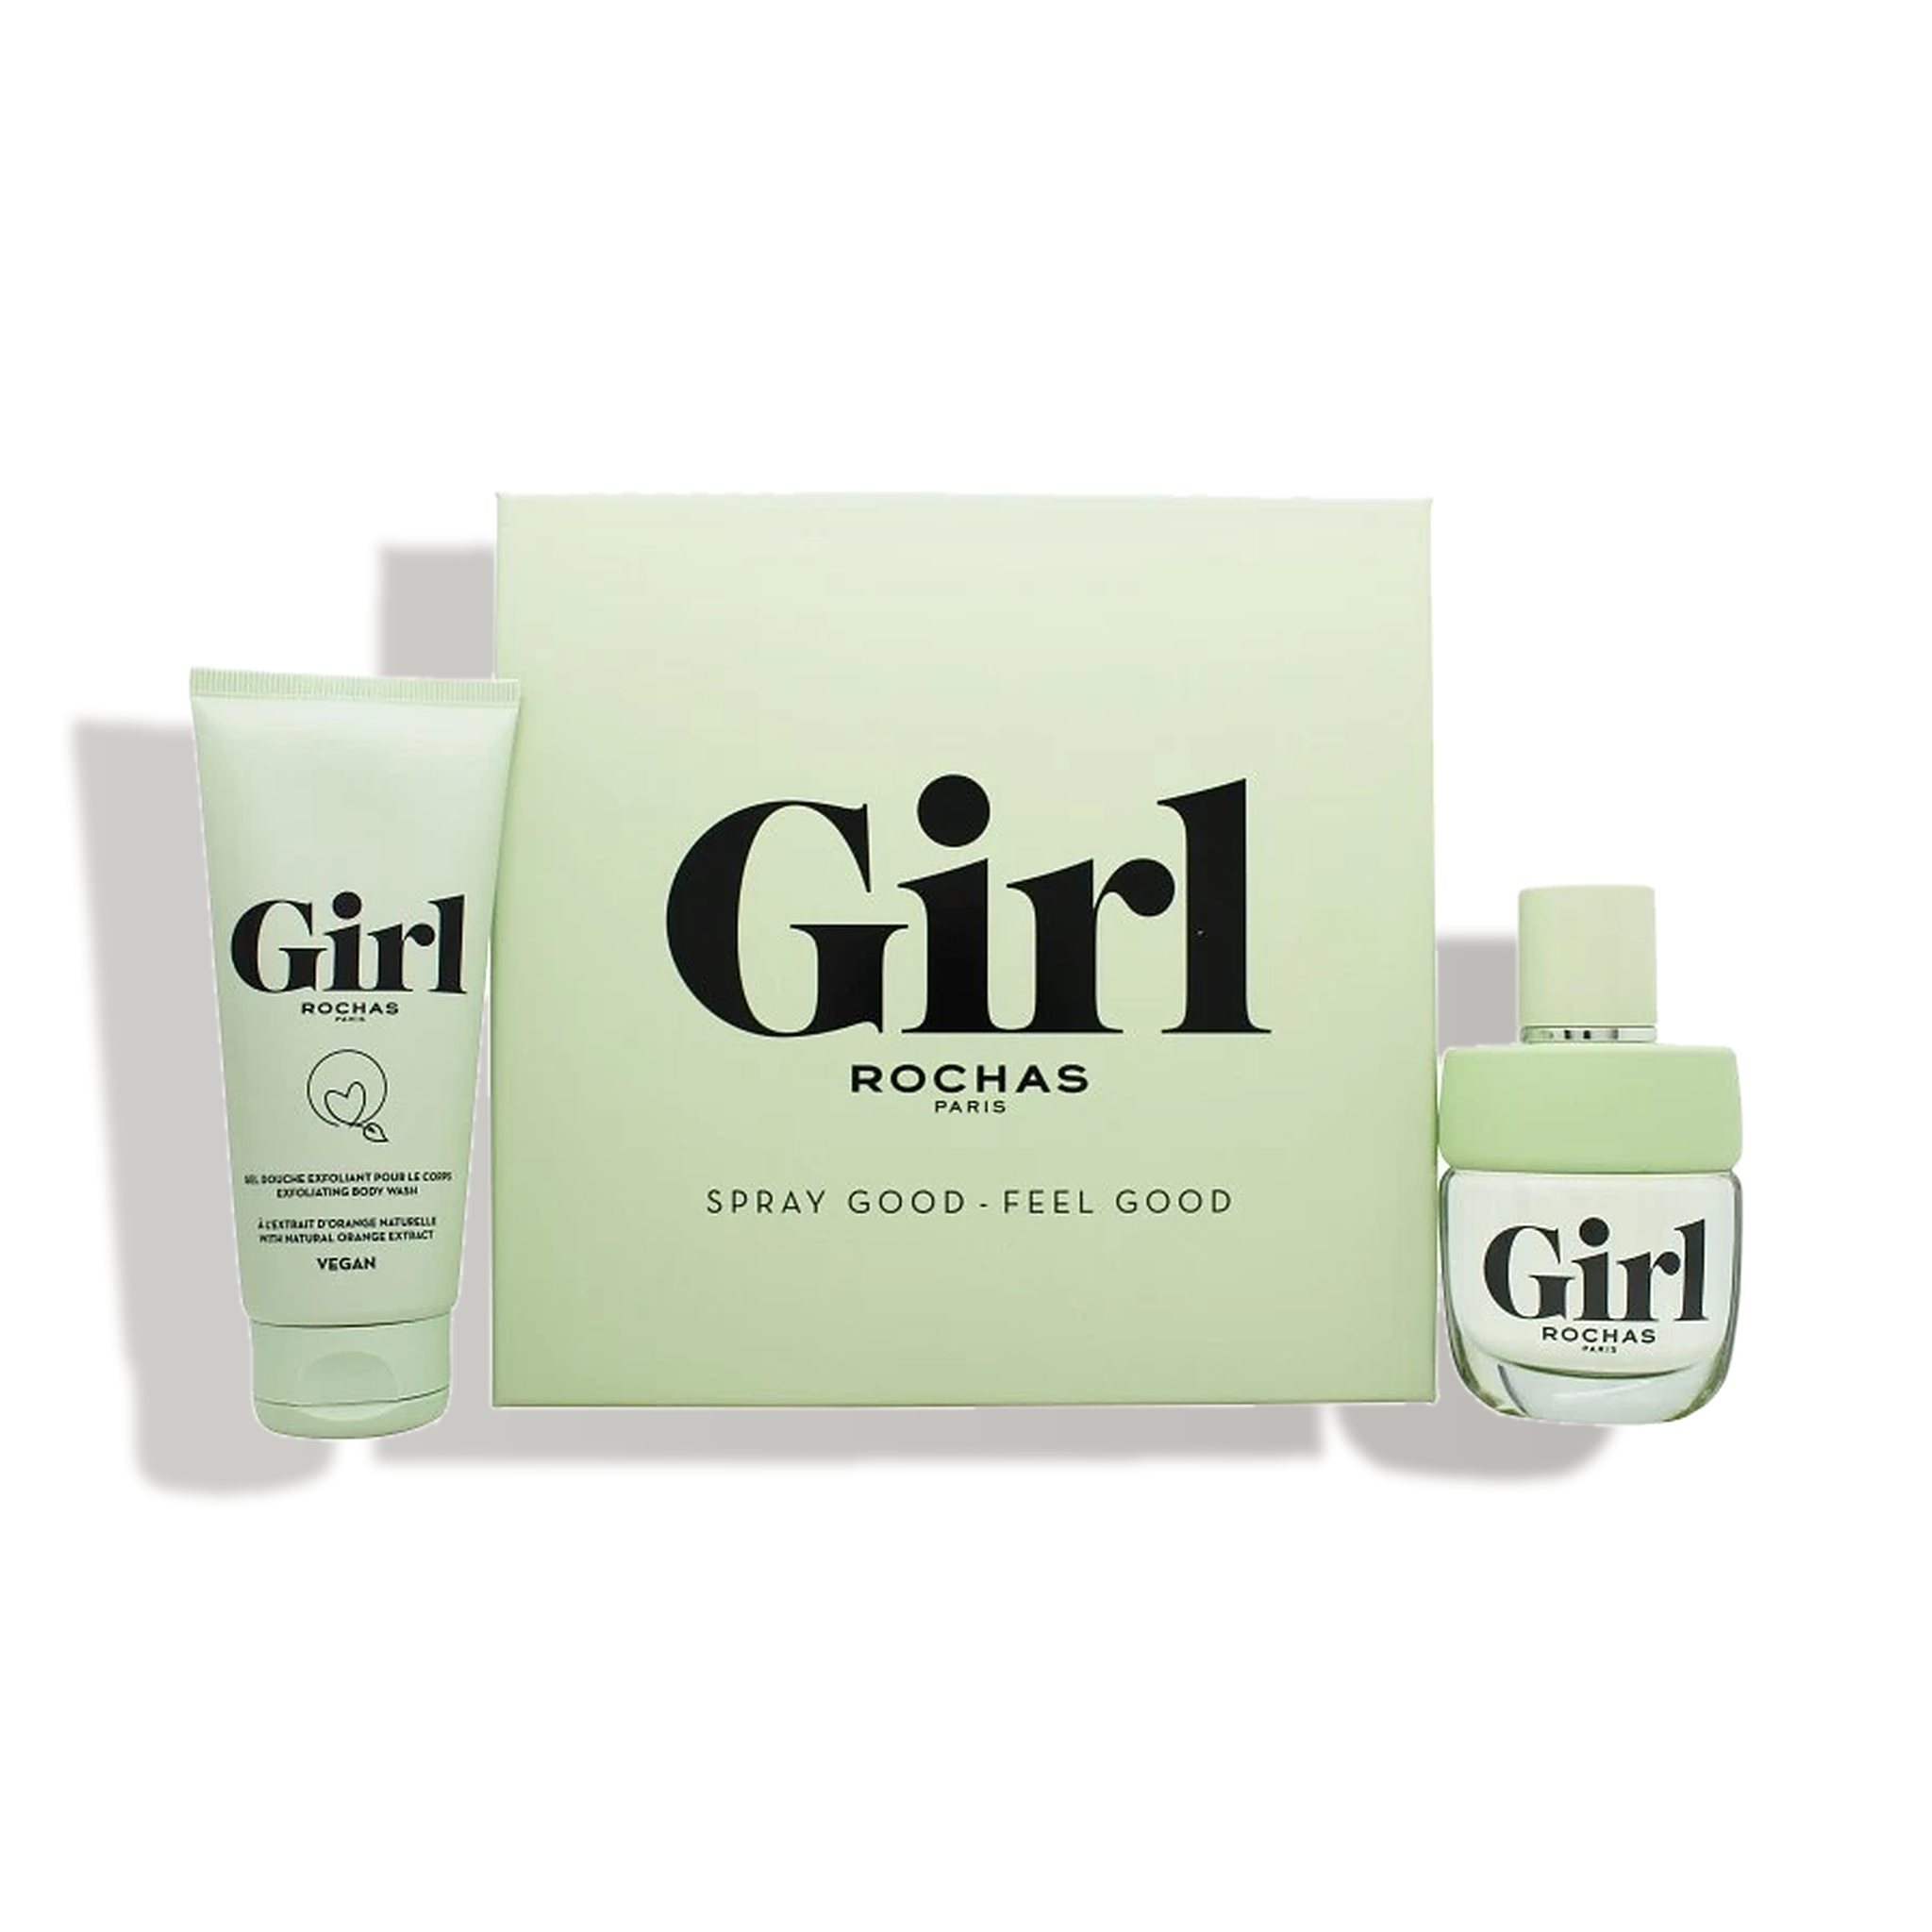 Girl
ROCHAS
PARIS
GEL DOUCHE EXFOLIANT POUR LE CORPS
EXFOLIATING BODY WASH
À L'EXTRAIT D'ORANGE NATURELLE
WITH NATURAL ORANGE EXTRACT
VEGAN
Girl
ROCHAS
PARIS
SPRAY GOOD - FEEL GOOD
Girl
ROCHAS
PARIS